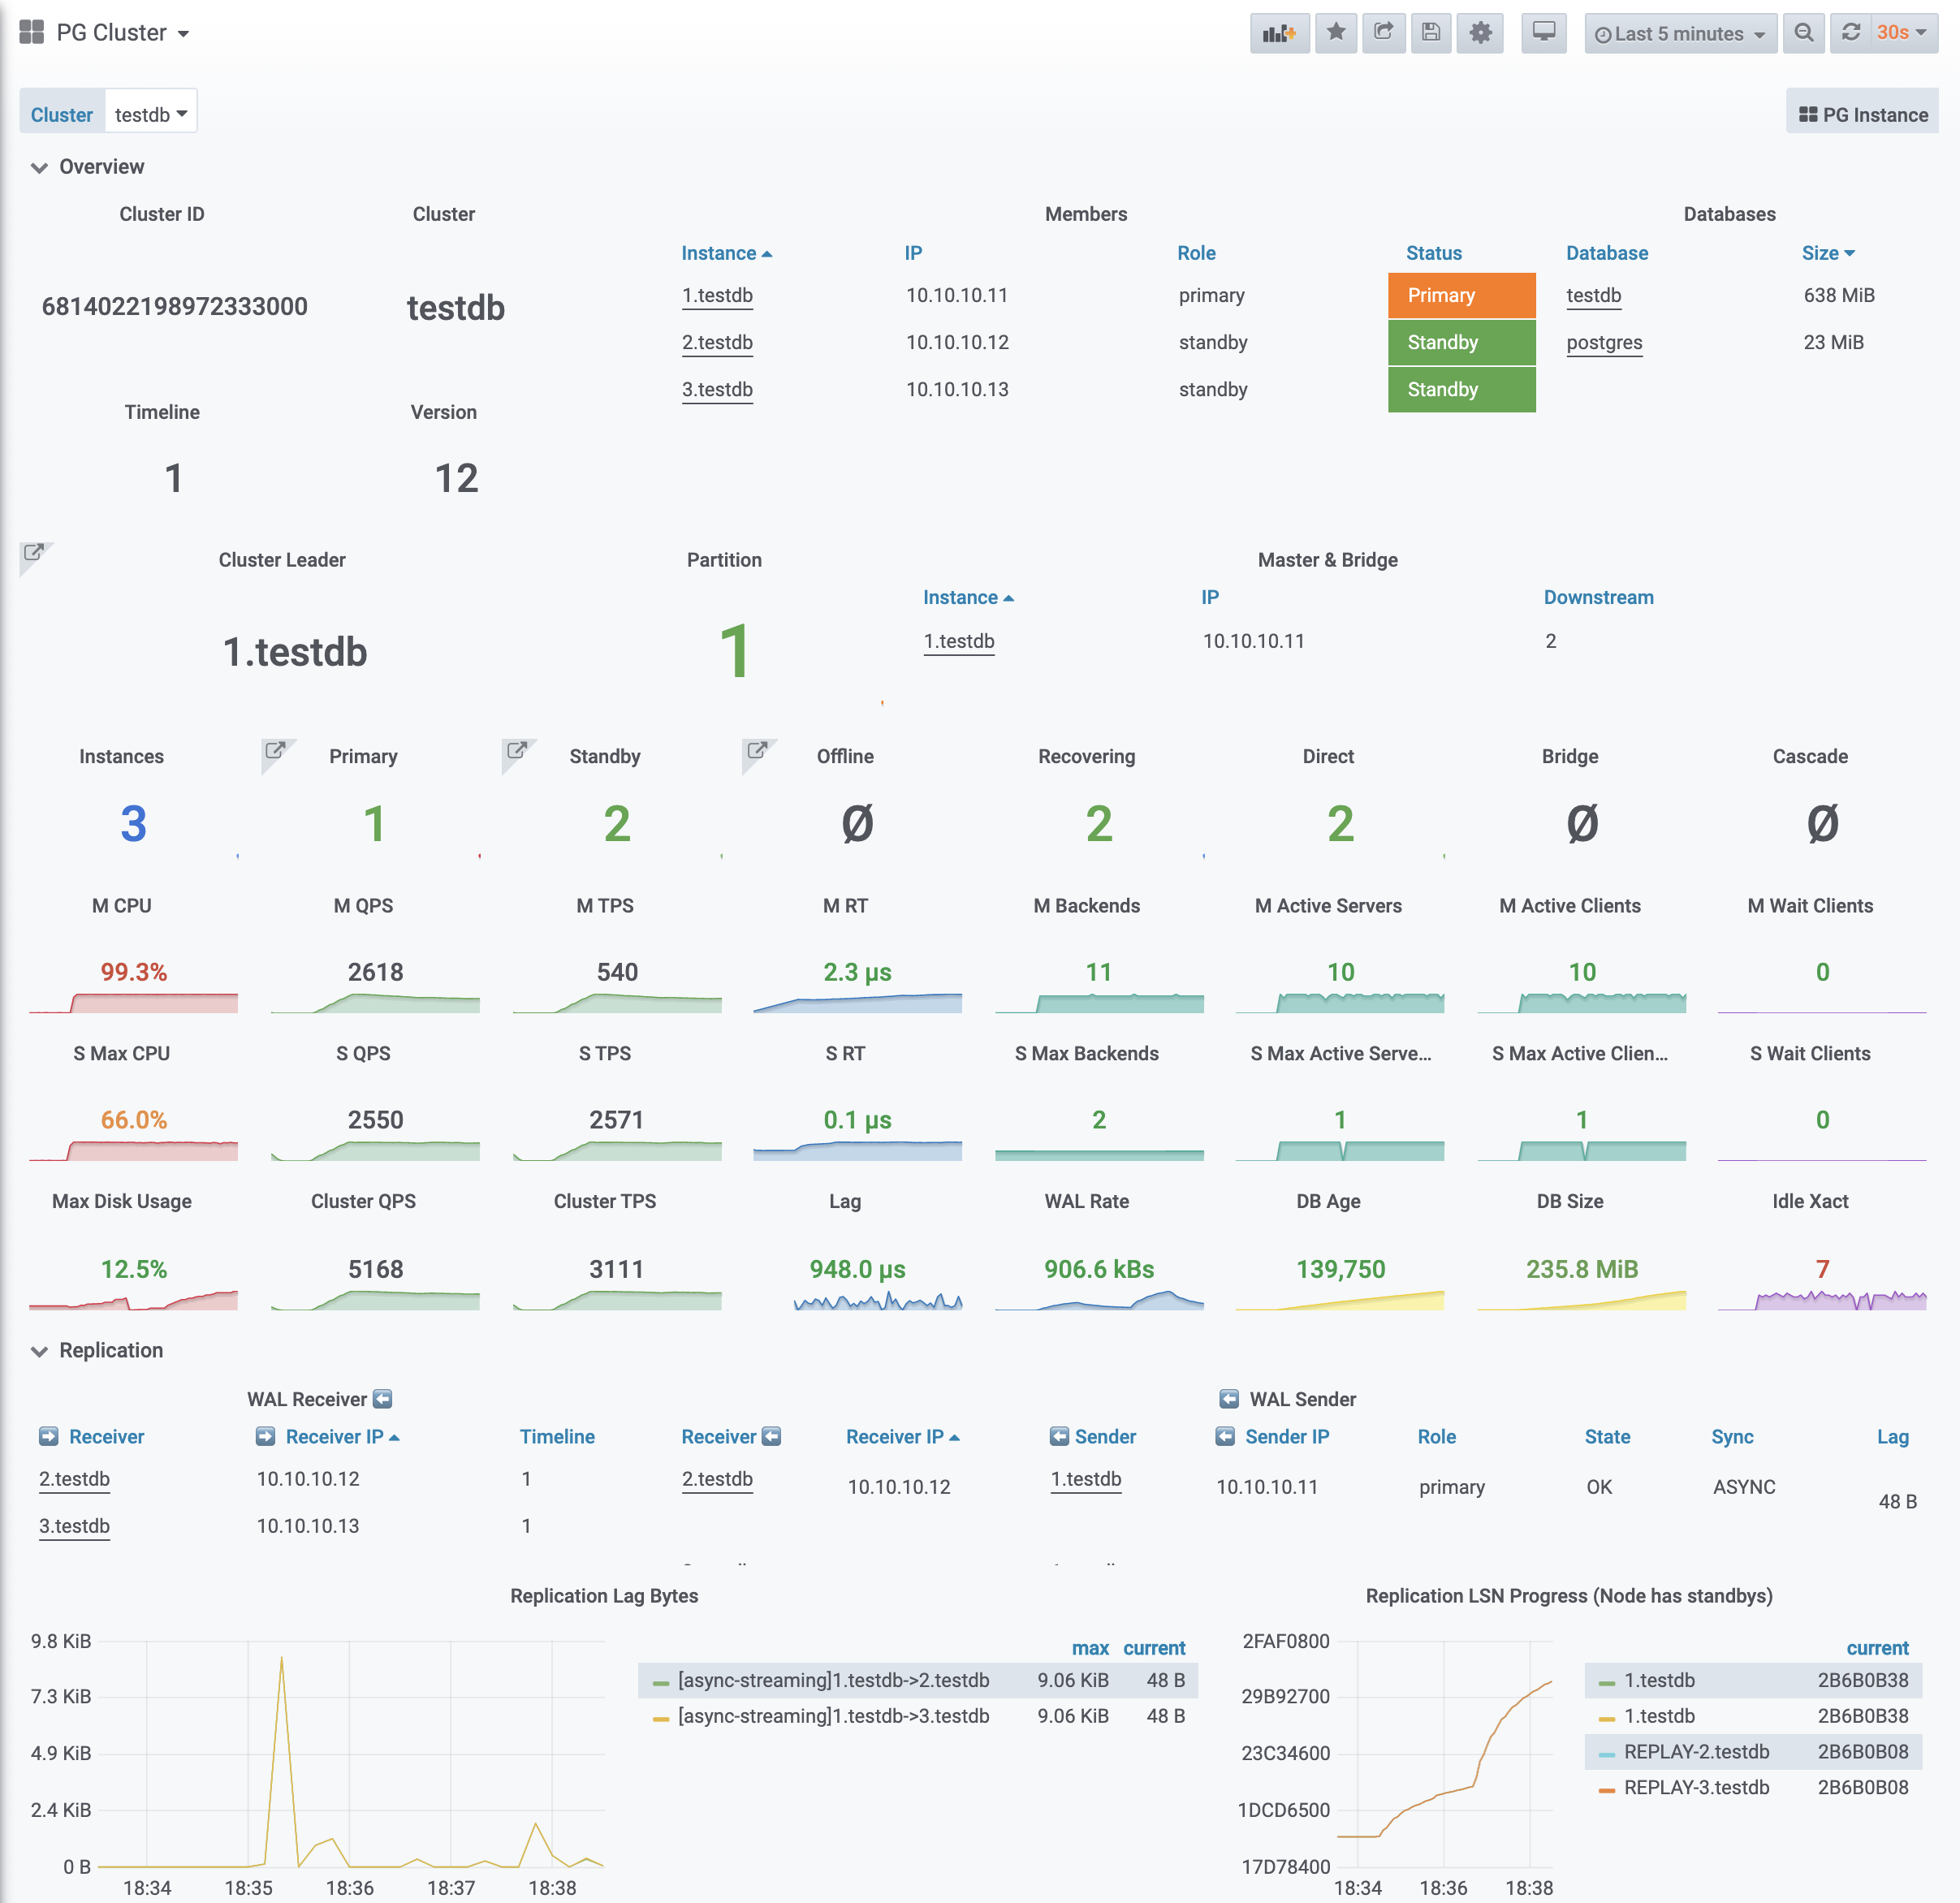 PG Cluster
Last 5 minutes
30s
Cluster testdb
PG Instance
Overview
Cluster ID
6814022198972333000
Cluster
testdb
Timeline
1
Version
12
Members
Instance IP Role Status
1.testdb 10.10.10.11 primary Primary
2.testdb 10.10.10.12 standby Standby
3.testdb 10.10.10.13 standby Standby
Databases
Database Size
testdb 638 MiB
postgres 23 MiB
Cluster Leader
1.testdb
Partition
1
Master & Bridge
Instance IP Downstream
1.testdb 10.10.10.11 2
Instances Primary Standby Offline Recovering Direct Bridge Cascade
3 1 2 Ø 2 2 Ø Ø
M CPU M QPS M TPS M RT M Backends M Active Servers M Active Clients M Wait Clients
99.3% 2618 540 2.3 µs 11 10 10 0
S Max CPU S QPS S TPS S RT S Max Backends S Max Active Serve... S Max Active Clien... S Wait Clients
66.0% 2550 2571 0.1 µs 2 1 1 0
Max Disk Usage Cluster QPS Cluster TPS Lag WAL Rate DB Age DB Size Idle Xact
12.5% 5168 3111 948.0 µs 906.6 kBs 139,750 235.8 MiB 7
Replication
WAL Receiver
Receiver Receiver IP Timeline
2.testdb 10.10.10.12 1
3.testdb 10.10.10.13 1
WAL Sender
Receiver Receiver IP Sender Sender IP Role State Sync Lag
2.testdb 10.10.10.12 1.testdb 10.10.10.11 primary OK ASYNC 48 B
Replication Lag Bytes
9.8 KiB
7.3 KiB
4.9 KiB
2.4 KiB
0 B
18:34 18:35 18:36 18:37 18:38
max current
[async-streaming]1.testdb->2.testdb 9.06 KiB 48 B
[async-streaming]1.testdb->3.testdb 9.06 KiB 48 B
Replication LSN Progress (Node has standbys)
2FAF0800
29B92700
23C34600
1DCD6500
17D78400
18:34 18:36 18:38
current
1.testdb 2B6B0B38
1.testdb 2B6B0B38
REPLAY-2.testdb 2B6B0B08
REPLAY-3.testdb 2B6B0B08